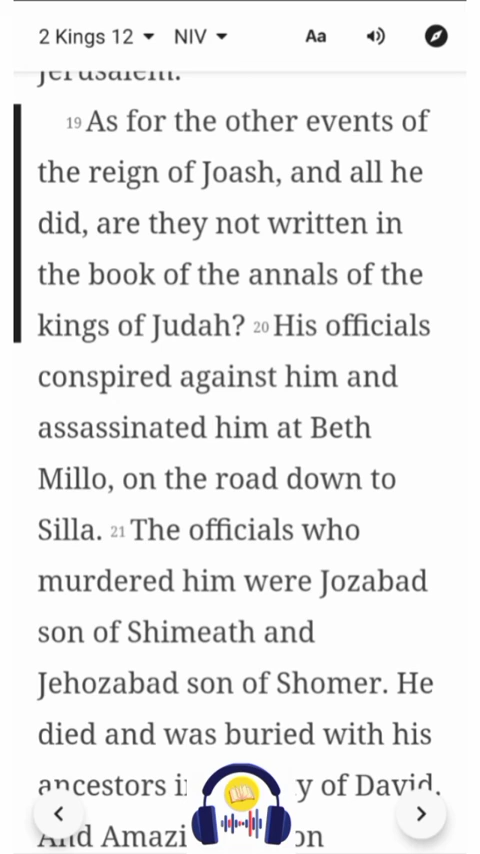 2 Kings 12 NIV Aa
Jerusalem.
19 As for the other events of
the reign of Joash, and all he
did, are they not written in
the book of the annals of the
kings of Judah? 20 His officials
conspired against him and
assassinated him at Beth
Millo, on the road down to
Silla. 21 The officials who
murdered him were Jozabad
son of Shimeath and
Jehozabad son of Shomer. He
died and was buried with his
ancestors of David.
And